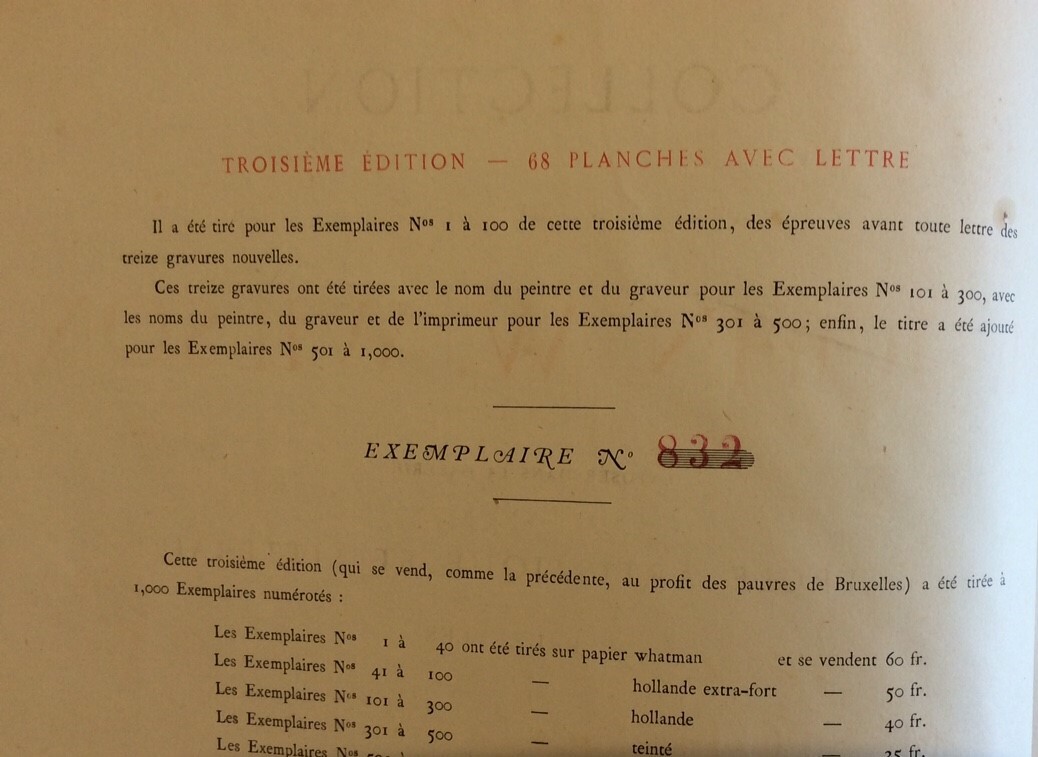 COLLECTION
TROISIÈME ÉDITION — 68 PLANCHES AVEC LETTRE
Il a été tiré pour les Exemplaires Nos 1 à 100 de cette troisième édition, des épreuves avant toute lettre des
treize gravures nouvelles.
Ces treize gravures ont été tirées avec le nom du peintre et du graveur pour les Exemplaires Nos 101 à 300, avec
les noms du peintre, du graveur et de l'imprimeur pour les Exemplaires Nos 301 à 500; enfin, le titre a été ajouté
pour les Exemplaires Nos 501 à 1,000.
EXEMPLAIRE No 832
Cette troisième édition (qui se vend, comme la précédente, au profit des pauvres de Bruxelles) a été tirée à
1,000 Exemplaires numérotés :
Les Exemplaires Nos 1 à 40 ont été tirés sur papier whatman et se vendent 60 fr.
Les Exemplaires Nos 41 à 100 — hollande extra-fort — 50 fr.
Les Exemplaires Nos 101 à 300 — hollande — 40 fr.
Les Exemplaires Nos 301 à 500 — teinté — 25 fr.
Les Exemplaires Nos